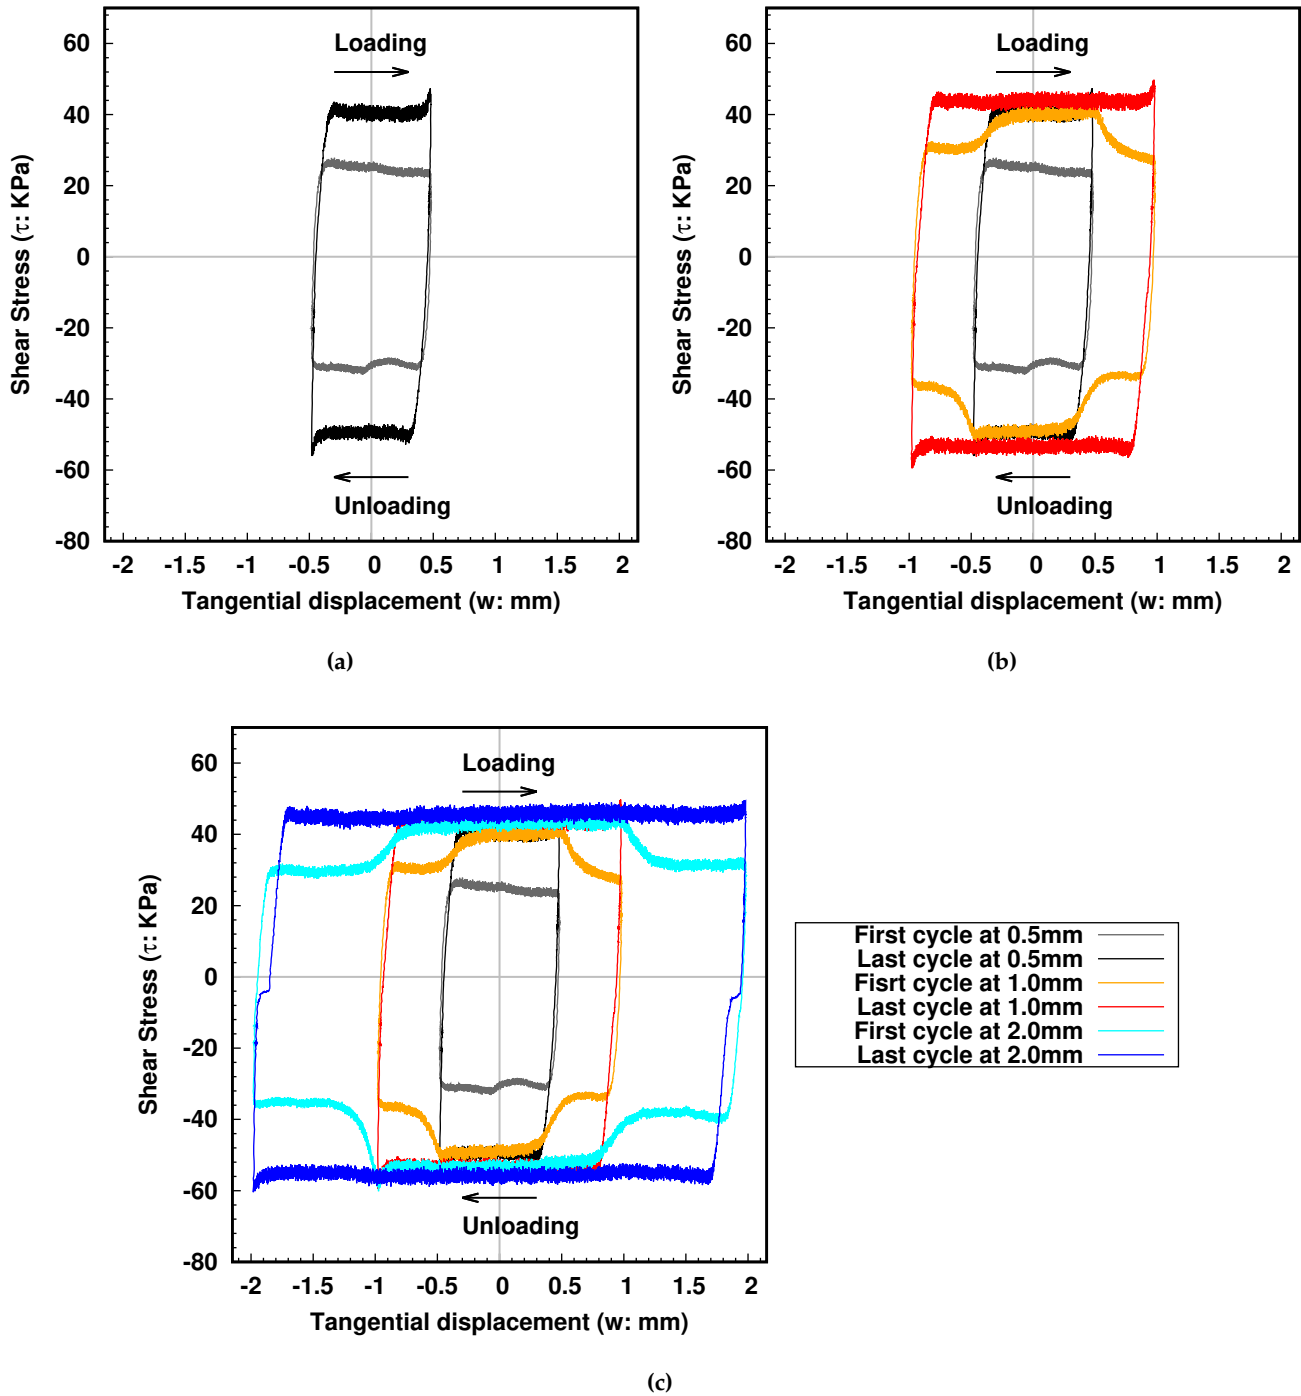 60
40
20
0
-20
-40
-60
-80
Shear Stress (τ: KPa)
Loading
Unloading
-2 -1.5 -1 -0.5 0 0.5 1 1.5 2
Tangential displacement (w: mm)
(a)
60
40
20
0
-20
-40
-60
-80
Shear Stress (τ: KPa)
Loading
Unloading
-2 -1.5 -1 -0.5 0 0.5 1 1.5 2
Tangential displacement (w: mm)
(b)
60
40
20
0
-20
-40
-60
-80
Shear Stress (τ: KPa)
Loading
Unloading
-2 -1.5 -1 -0.5 0 0.5 1 1.5 2
Tangential displacement (w: mm)
First cycle at 0.5mm
Last cycle at 0.5mm
Fisrt cycle at 1.0mm
Last cycle at 1.0mm
First cycle at 2.0mm
Last cycle at 2.0mm
(c)